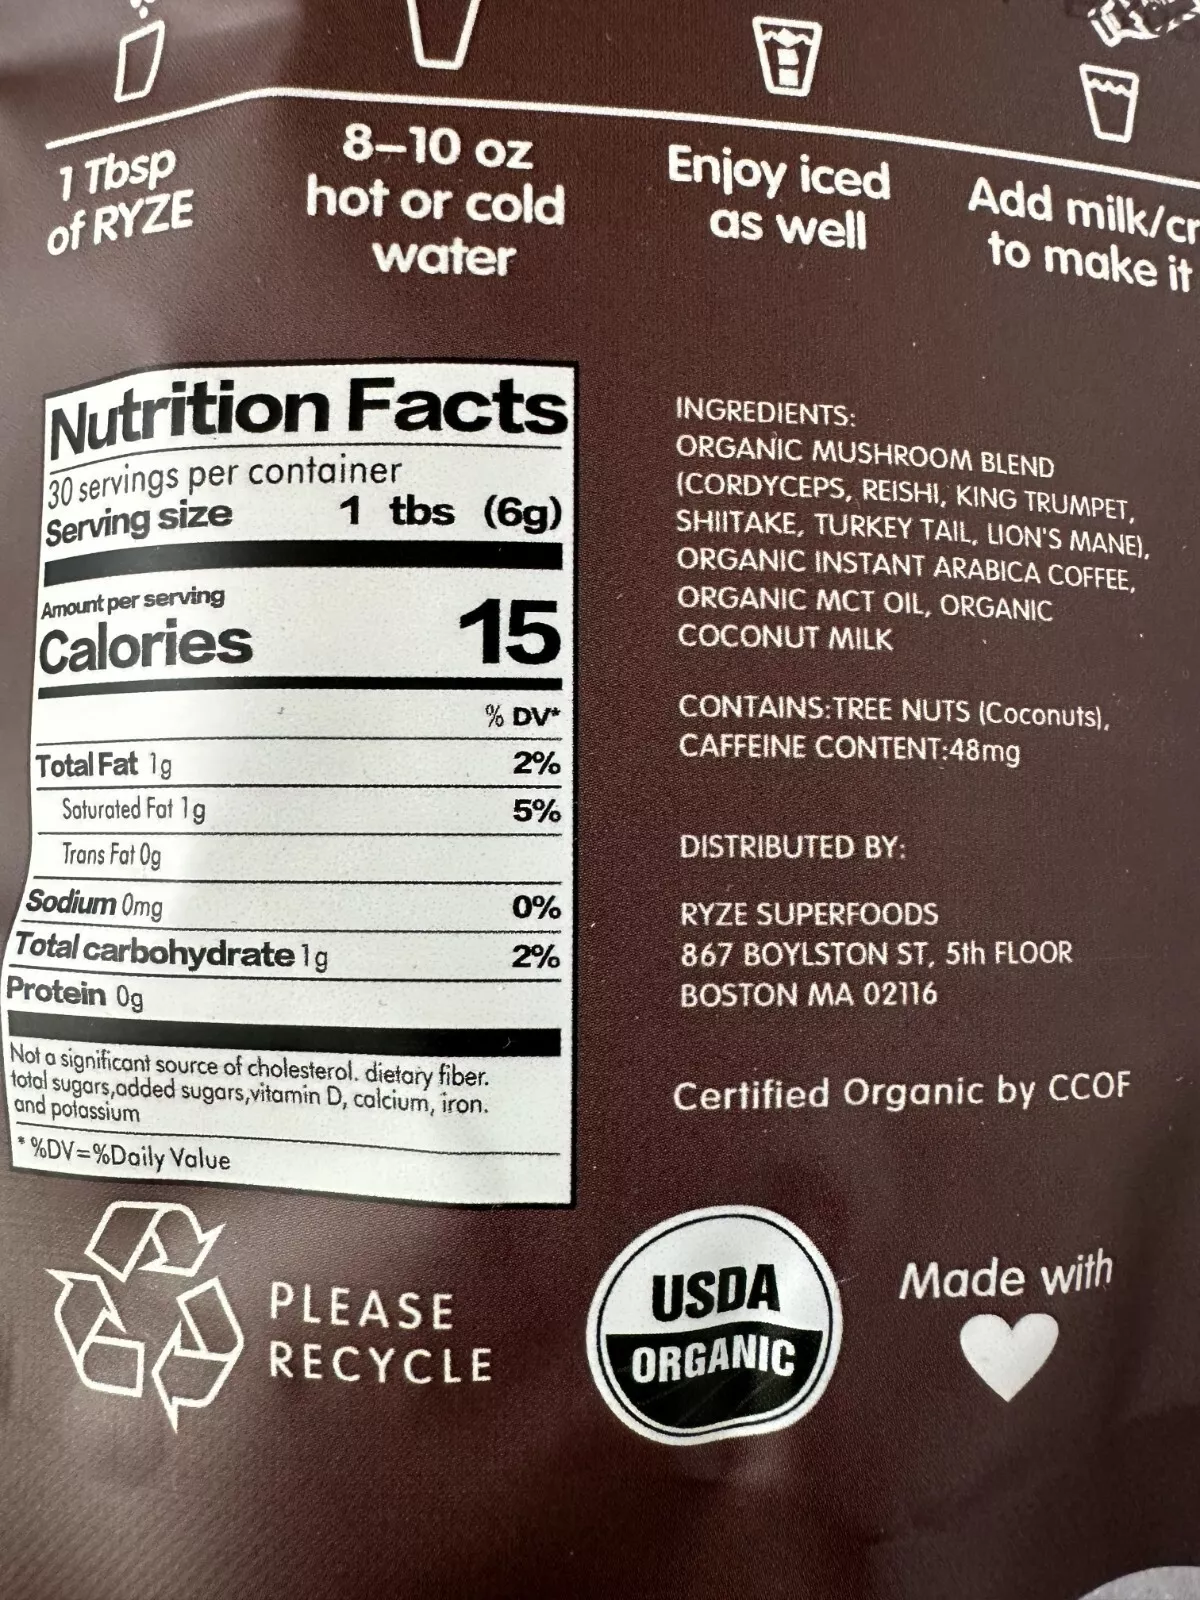 1 Tbsp
of RYZE
8–10 oz
hot or cold
water
Enjoy iced
as well
Add milk/cr
to make it
Nutrition Facts
30 servings per container
Serving size 1 tbs (6g)
Amount per serving
Calories 15
% DV*
Total Fat 1g 2%
Saturated Fat 1g 5%
Trans Fat 0g
Sodium 0mg 0%
Total carbohydrate 1g 2%
Protein 0g
Not a significant source of cholesterol. dietary fiber.
total sugars,added sugars,vitamin D, calcium, iron.
and potassium
* %DV=%Daily Value
INGREDIENTS:
ORGANIC MUSHROOM BLEND
(CORDYCEPS, REISHI, KING TRUMPET,
SHIITAKE, TURKEY TAIL, LION'S MANE),
ORGANIC INSTANT ARABICA COFFEE,
ORGANIC MCT OIL, ORGANIC
COCONUT MILK
CONTAINS:TREE NUTS (Coconuts),
CAFFEINE CONTENT:48mg
DISTRIBUTED BY:
RYZE SUPERFOODS
867 BOYLSTON ST, 5th FLOOR
BOSTON MA 02116
Certified Organic by CCOF
PLEASE
RECYCLE
USDA
ORGANIC
Made with